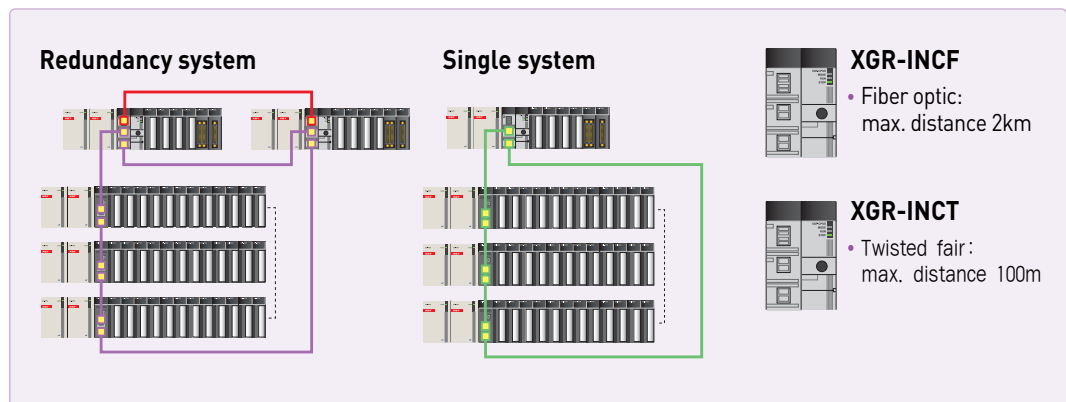 Redundancy system
Single system
XGR-INCF
• Fiber optic:
max. distance 2km
XGR-INCT
• Twisted fair:
max. distance 100m